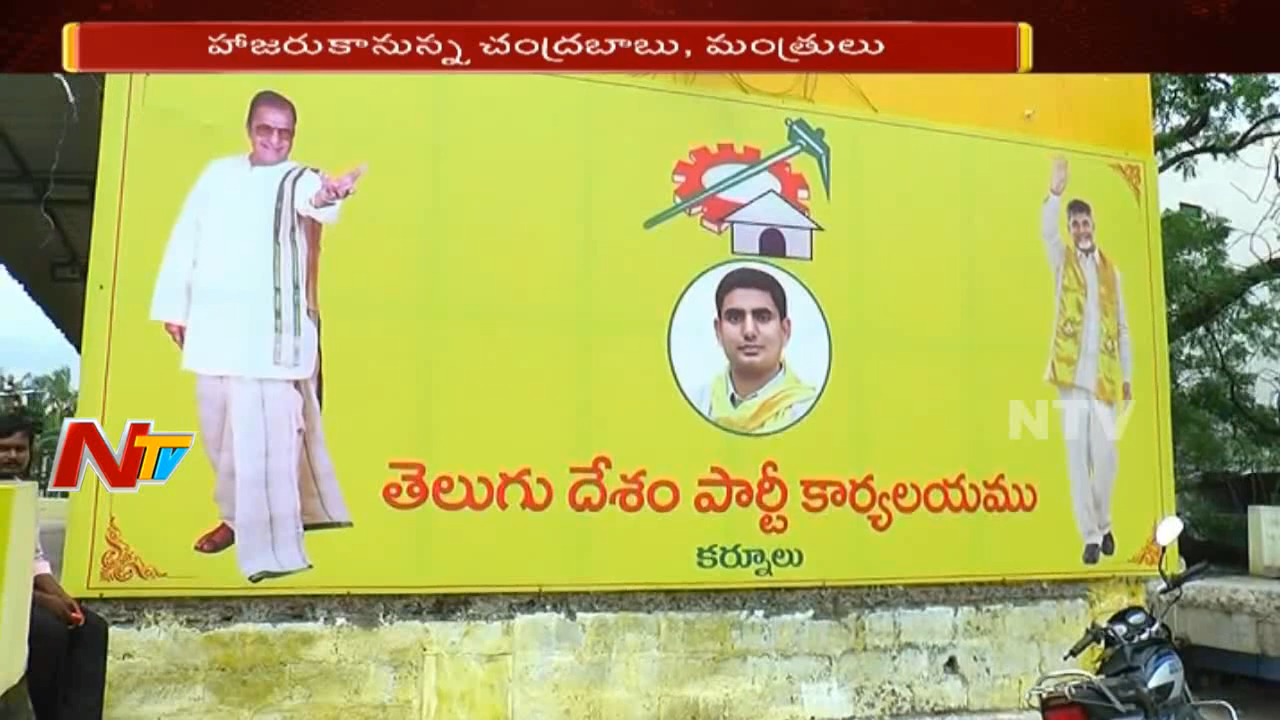 హాజరుకానున్న చంద్రబాబు, మంత్రులు
NTV
NTV
తెలుగు దేశం పార్టీ కార్యలయము
కర్నూలు